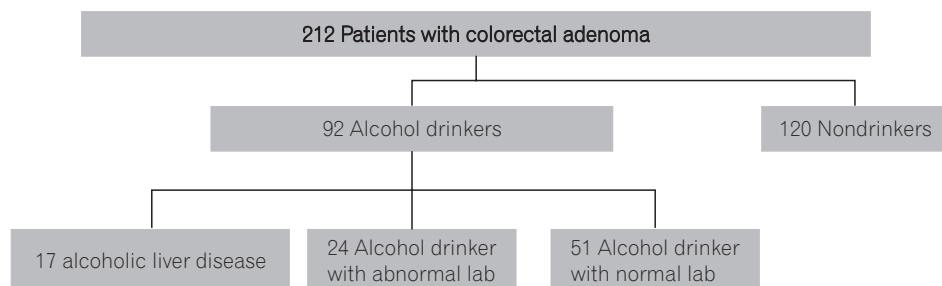 212 Patients with colorectal adenoma
92 Alcohol drinkers
120 Nondrinkers
17 alcoholic liver disease
24 Alcohol drinker
with abnormal lab
51 Alcohol drinker
with normal lab